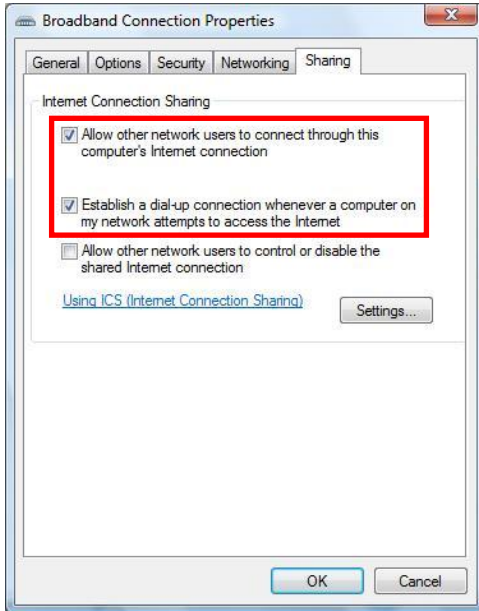 Broadband Connection Properties
X
General Options Security Networking Sharing
Internet Connection Sharing
Allow other network users to connect through this
computer's Internet connection
Establish a dial-up connection whenever a computer on
my network attempts to access the Internet
Allow other network users to control or disable the
shared Internet connection
Using ICS (Internet Connection Sharing)
Settings...
OK Cancel